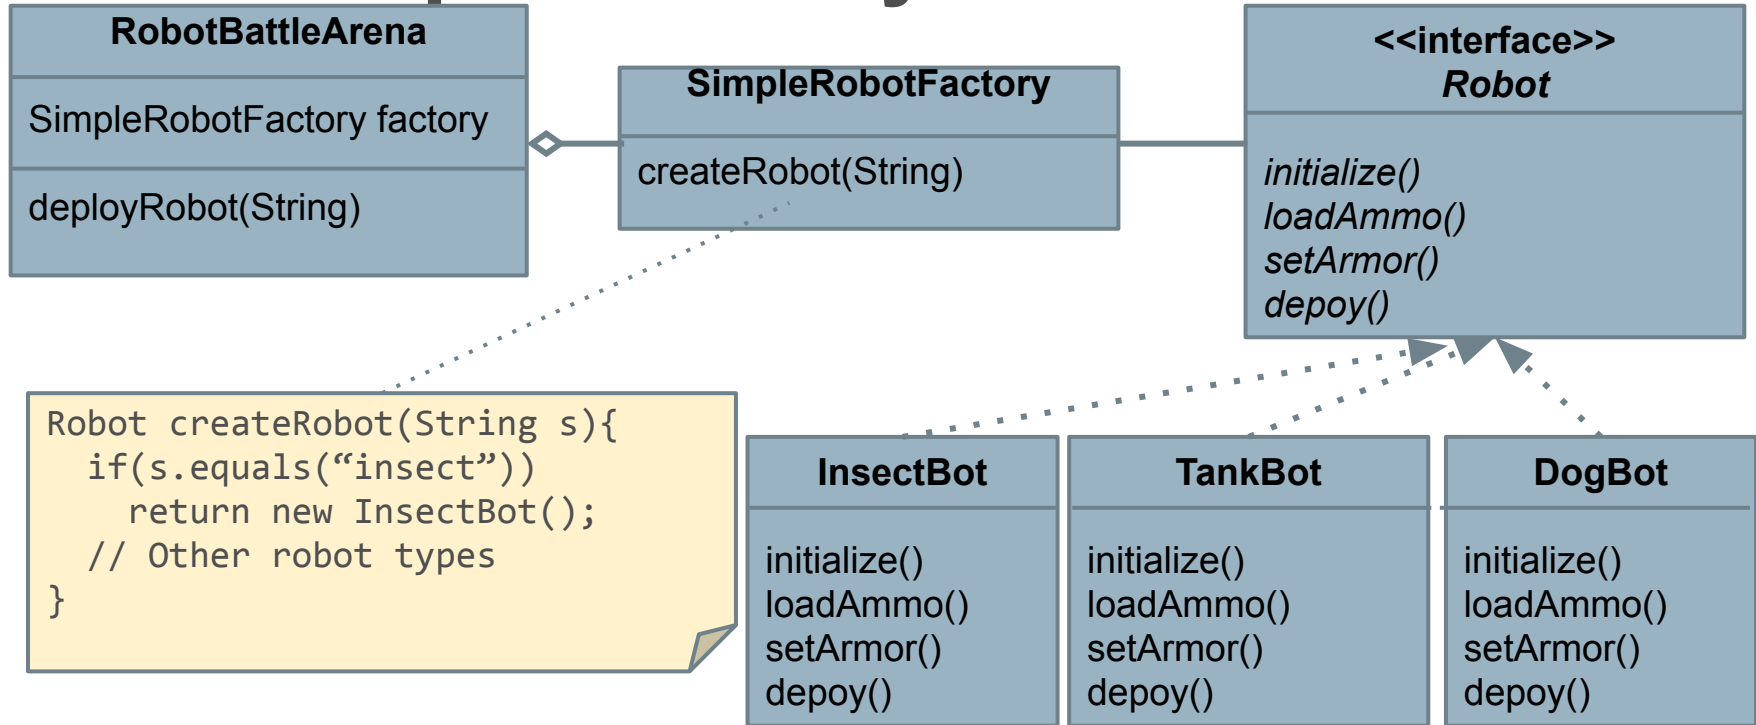 RobotBattleArena
SimpleRobotFactory factory
deployRobot(String)
SimpleRobotFactory
createRobot(String)
<<interface>>
Robot
initialize()
loadAmmo()
setArmor()
depoy()
Robot createRobot(String s){
if(s.equals(“insect”))
return new InsectBot();
// Other robot types
}
InsectBot
initialize()
loadAmmo()
setArmor()
depoy()
TankBot
initialize()
loadAmmo()
setArmor()
depoy()
DogBot
initialize()
loadAmmo()
setArmor()
depoy()